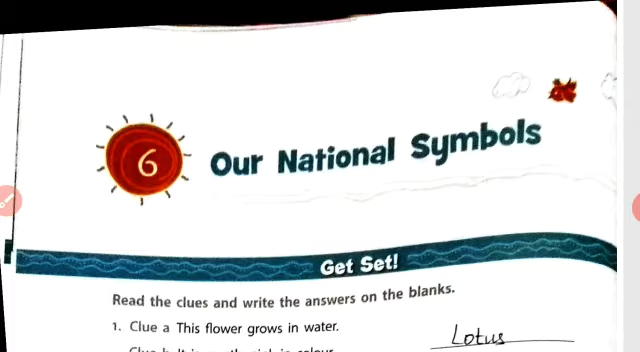 6
Our National Symbols
Get Set!
Read the clues and write the answers on the blanks.
1. Clue a This flower grows in water.
Lotus